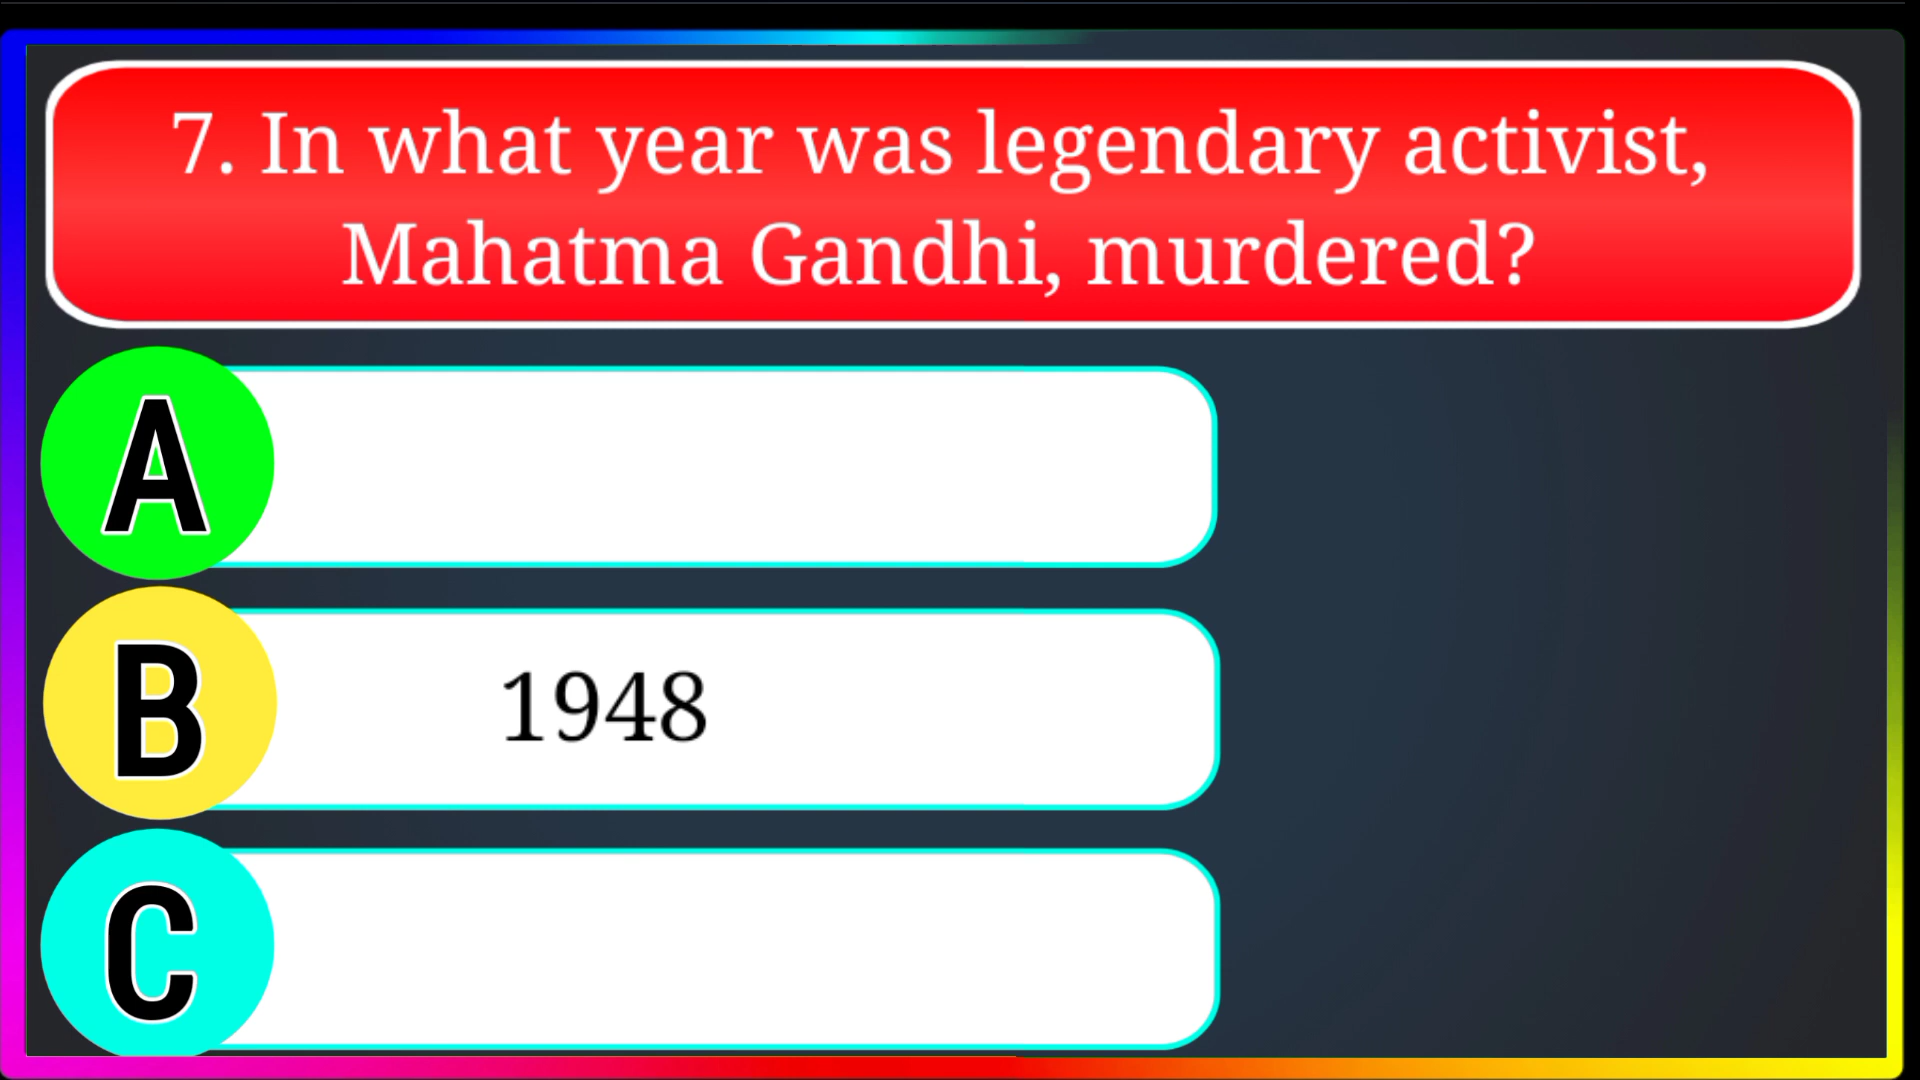 7. In what year was legendary activist,
Mahatma Gandhi, murdered?
A
B
1948
C